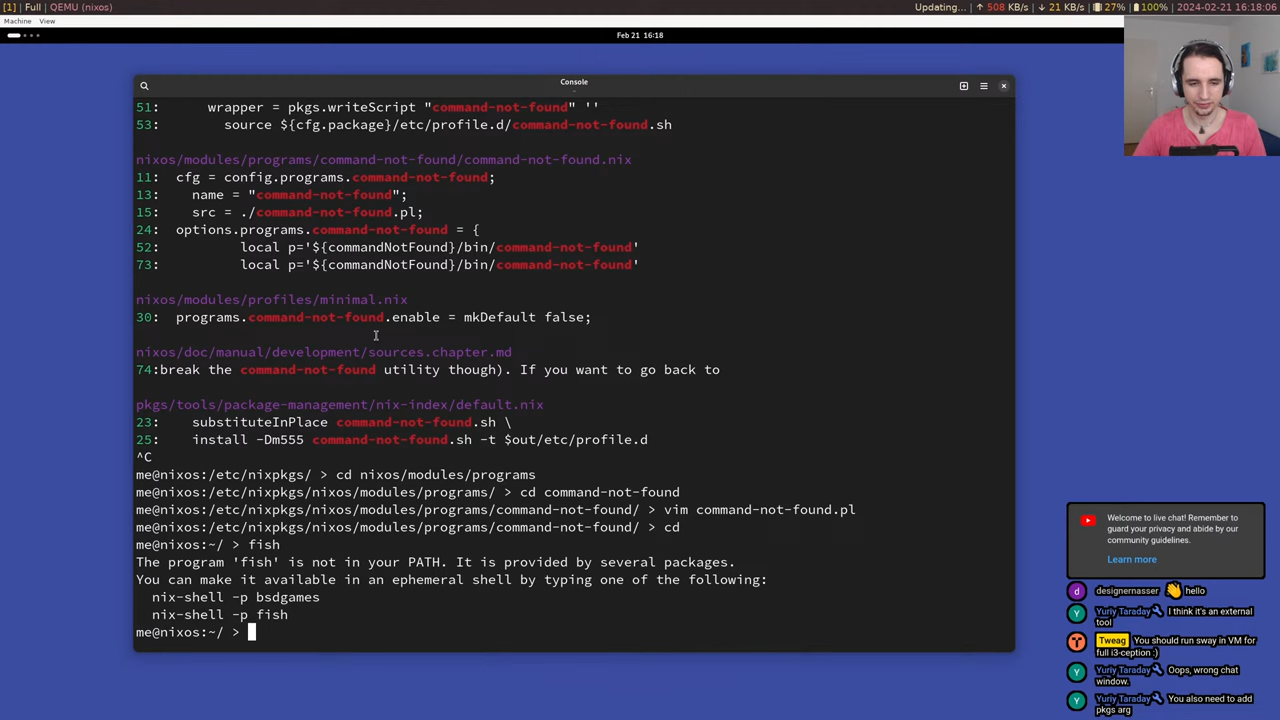 [1] | Full | QEMU (nixos)
Updating... | ↑ 508 KB/s | ↓ 21 KB/s | 27% | 100% | 2024-02-21 16:18:06
Machine View
Feb 21 16:18
Console
51: wrapper = pkgs.writeScript "command-not-found" ''
53: source ${cfg.package}/etc/profile.d/command-not-found.sh
nixos/modules/programs/command-not-found/command-not-found.nix
11: cfg = config.programs.command-not-found;
13: name = "command-not-found";
15: src = ./command-not-found.pl;
24: options.programs.command-not-found = {
52: local p='${commandNotFound}/bin/command-not-found'
73: local p='${commandNotFound}/bin/command-not-found'
nixos/modules/profiles/minimal.nix
30: programs.command-not-found.enable = mkDefault false;
nixos/doc/manual/development/sources.chapter.md
74:break the command-not-found utility though). If you want to go back to
pkgs/tools/package-management/nix-index/default.nix
23: substituteInPlace command-not-found.sh \
25: install -Dm555 command-not-found.sh -t $out/etc/profile.d
^C
me@nixos:/etc/nixpkgs/ > cd nixos/modules/programs
me@nixos:/etc/nixpkgs/nixos/modules/programs/ > cd command-not-found
me@nixos:/etc/nixpkgs/nixos/modules/programs/command-not-found/ > vim command-not-found.pl
me@nixos:/etc/nixpkgs/nixos/modules/programs/command-not-found/ > cd
me@nixos:~/ > fish
The program 'fish' is not in your PATH. It is provided by several packages.
You can make it available in an ephemeral shell by typing one of the following:
nix-shell -p bsdgames
nix-shell -p fish
me@nixos:~/ >
Welcome to live chat! Remember to
guard your privacy and abide by our
community guidelines.
Learn more
d designernasser 👋 hello
Y Yuriy Taraday I think it's an external
tool
Tweag You should run sway in VM for
full i3-ception :)
Y Yuriy Taraday Oops, wrong chat
window.
Y Yuriy Taraday You also need to add
pkgs arg